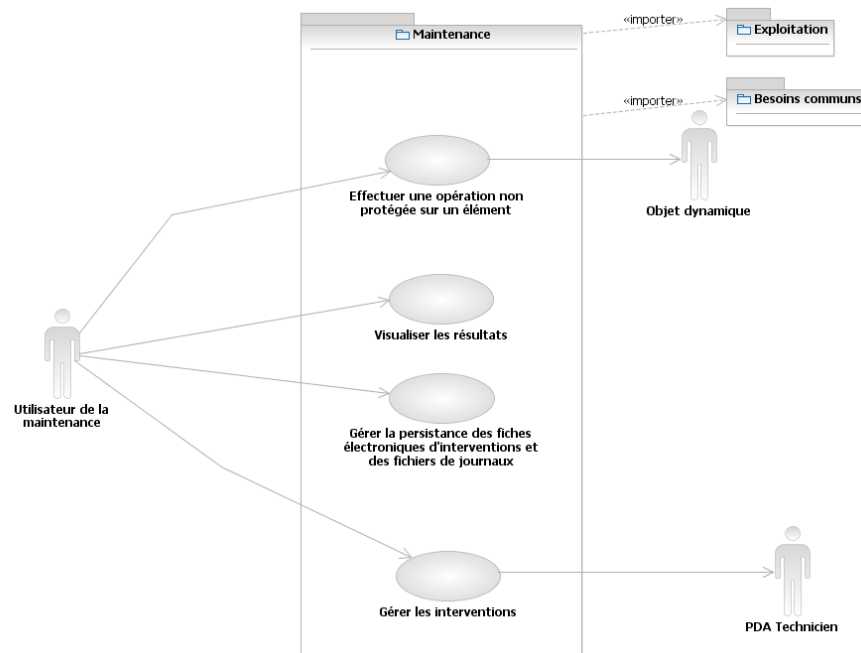 Maintenance
«importer»
Exploitation
«importer»
Besoins communs
Effectuer une opération non
protégée sur un élément
Objet dynamique
Visualiser les résultats
Utilisateur de la
maintenance
Gérer la persistance des fiches
électroniques d'interventions et
des fichiers de journaux
Gérer les interventions
PDA Technicien